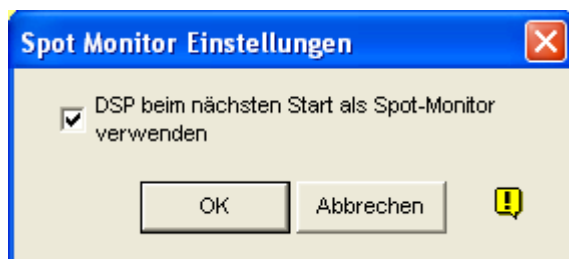 Spot Monitor Einstellungen
DSP beim nächsten Start als Spot-Monitor
verwenden
OK Abbrechen